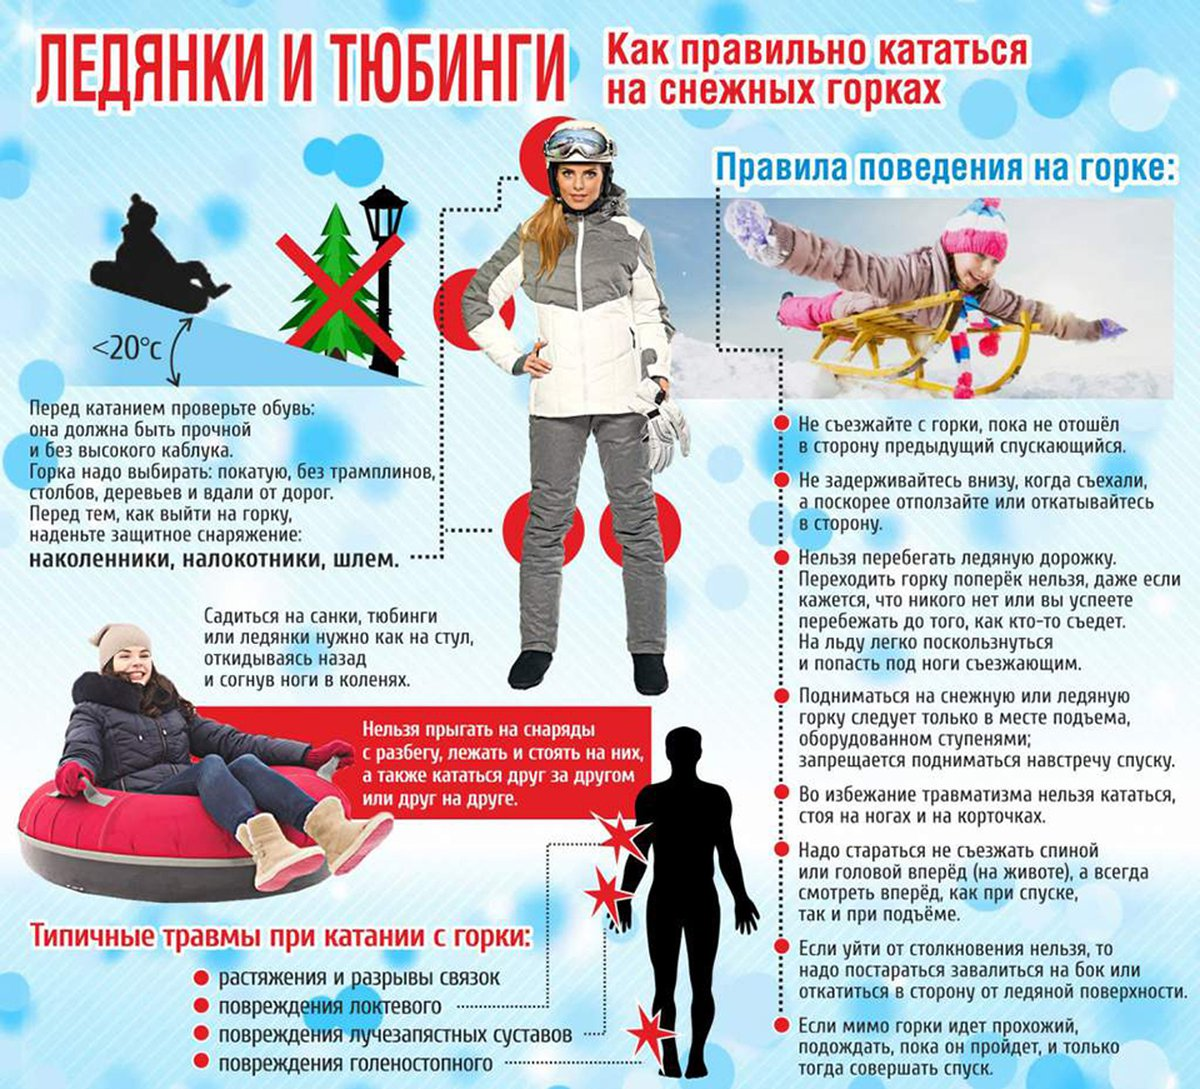 ЛЕДЯНКИ И ТЮБИНГИ
Как правильно кататься
на снежных горках
<20°с
Перед катанием проверьте обувь:
она должна быть прочной
и без высокого каблука.
Горка надо выбирать: покатую, без трамплинов,
столбов, деревьев и вдали от дорог.
Перед тем, как выйти на горку,
наденьте защитное снаряжение:
наколенники, налокотники, шлем.
Садиться на санки, тюбинги
или ледянки нужно как на стул,
откидываясь назад
и согнув ноги в коленях.
Нельзя прыгать на снаряды
с разбегу, лежать и стоять на них,
а также кататься друг за другом
или друг на друге.
Типичные травмы при катании с горки:
растяжения и разрывы связок
повреждения локтевого
повреждения лучезапястных суставов
повреждения голеностопного
Правила поведения на горке:
Не съезжайте с горки, пока не отошёл
в сторону предыдущий спускающийся.
Не задерживайтесь внизу, когда съехали,
а поскорее отползайте или откатывайтесь
в сторону.
Нельзя перебегать ледяную дорожку.
Переходить горку поперёк нельзя, даже если
кажется, что никого нет или вы успеете
перебежать до того, как кто-то съедет.
На льду легко поскользнуться
и попасть под ноги съезжающим.
Подниматься на снежную или ледяную
горку следует только в месте подъема,
оборудованном ступенями;
запрещается подниматься навстречу спуску.
Во избежание травматизма нельзя кататься,
стоя на ногах и на корточках.
Надо стараться не съезжать спиной
или головой вперёд (на животе), а всегда
смотреть вперёд, как при спуске,
так и при подъёме.
Если уйти от столкновения нельзя, то
надо постараться завалиться на бок или
откатиться в сторону от ледяной поверхности.
Если мимо горки идет прохожий,
подождать, пока он пройдет, и только
тогда совершать спуск.